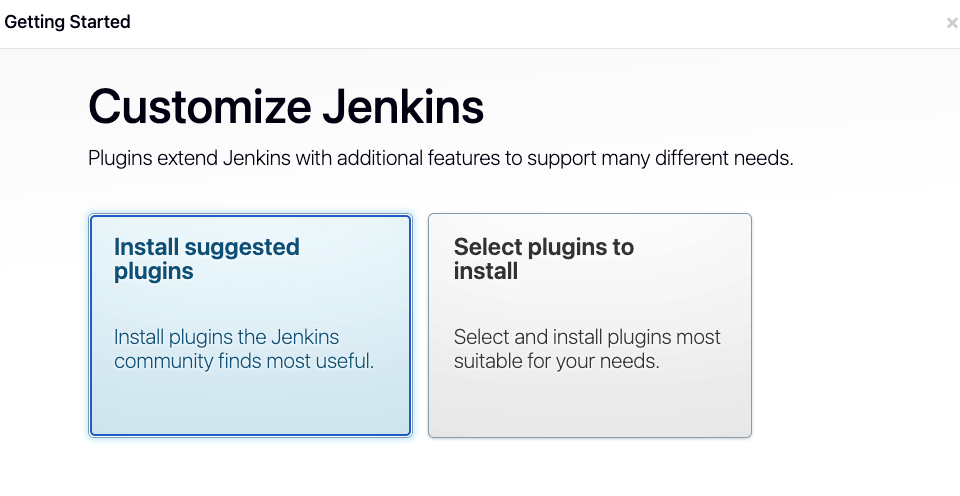 Getting Started
×
Customize Jenkins
Plugins extend Jenkins with additional features to support many different needs.
Install suggested
plugins
Install plugins the Jenkins
community finds most useful.
Select plugins to
install
Select and install plugins most
suitable for your needs.